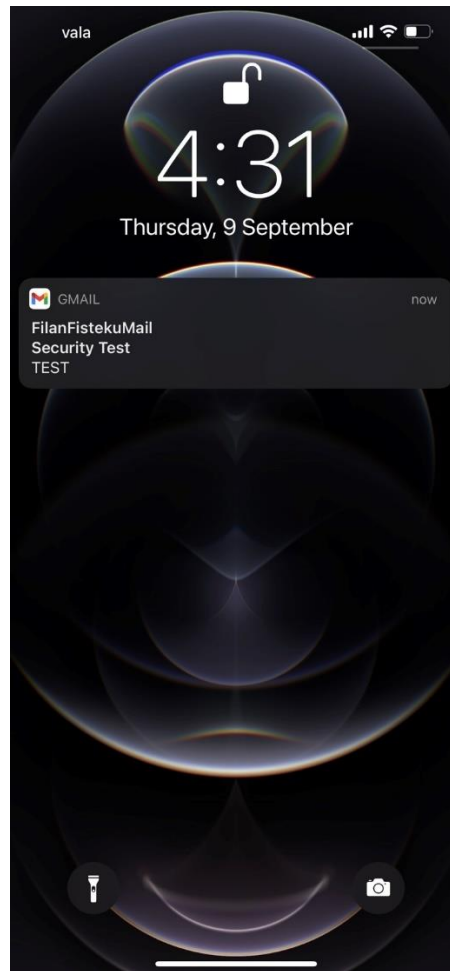 vala
4:31
Thursday, 9 September
GMAIL now
FilanFistekuMail
Security Test
TEST